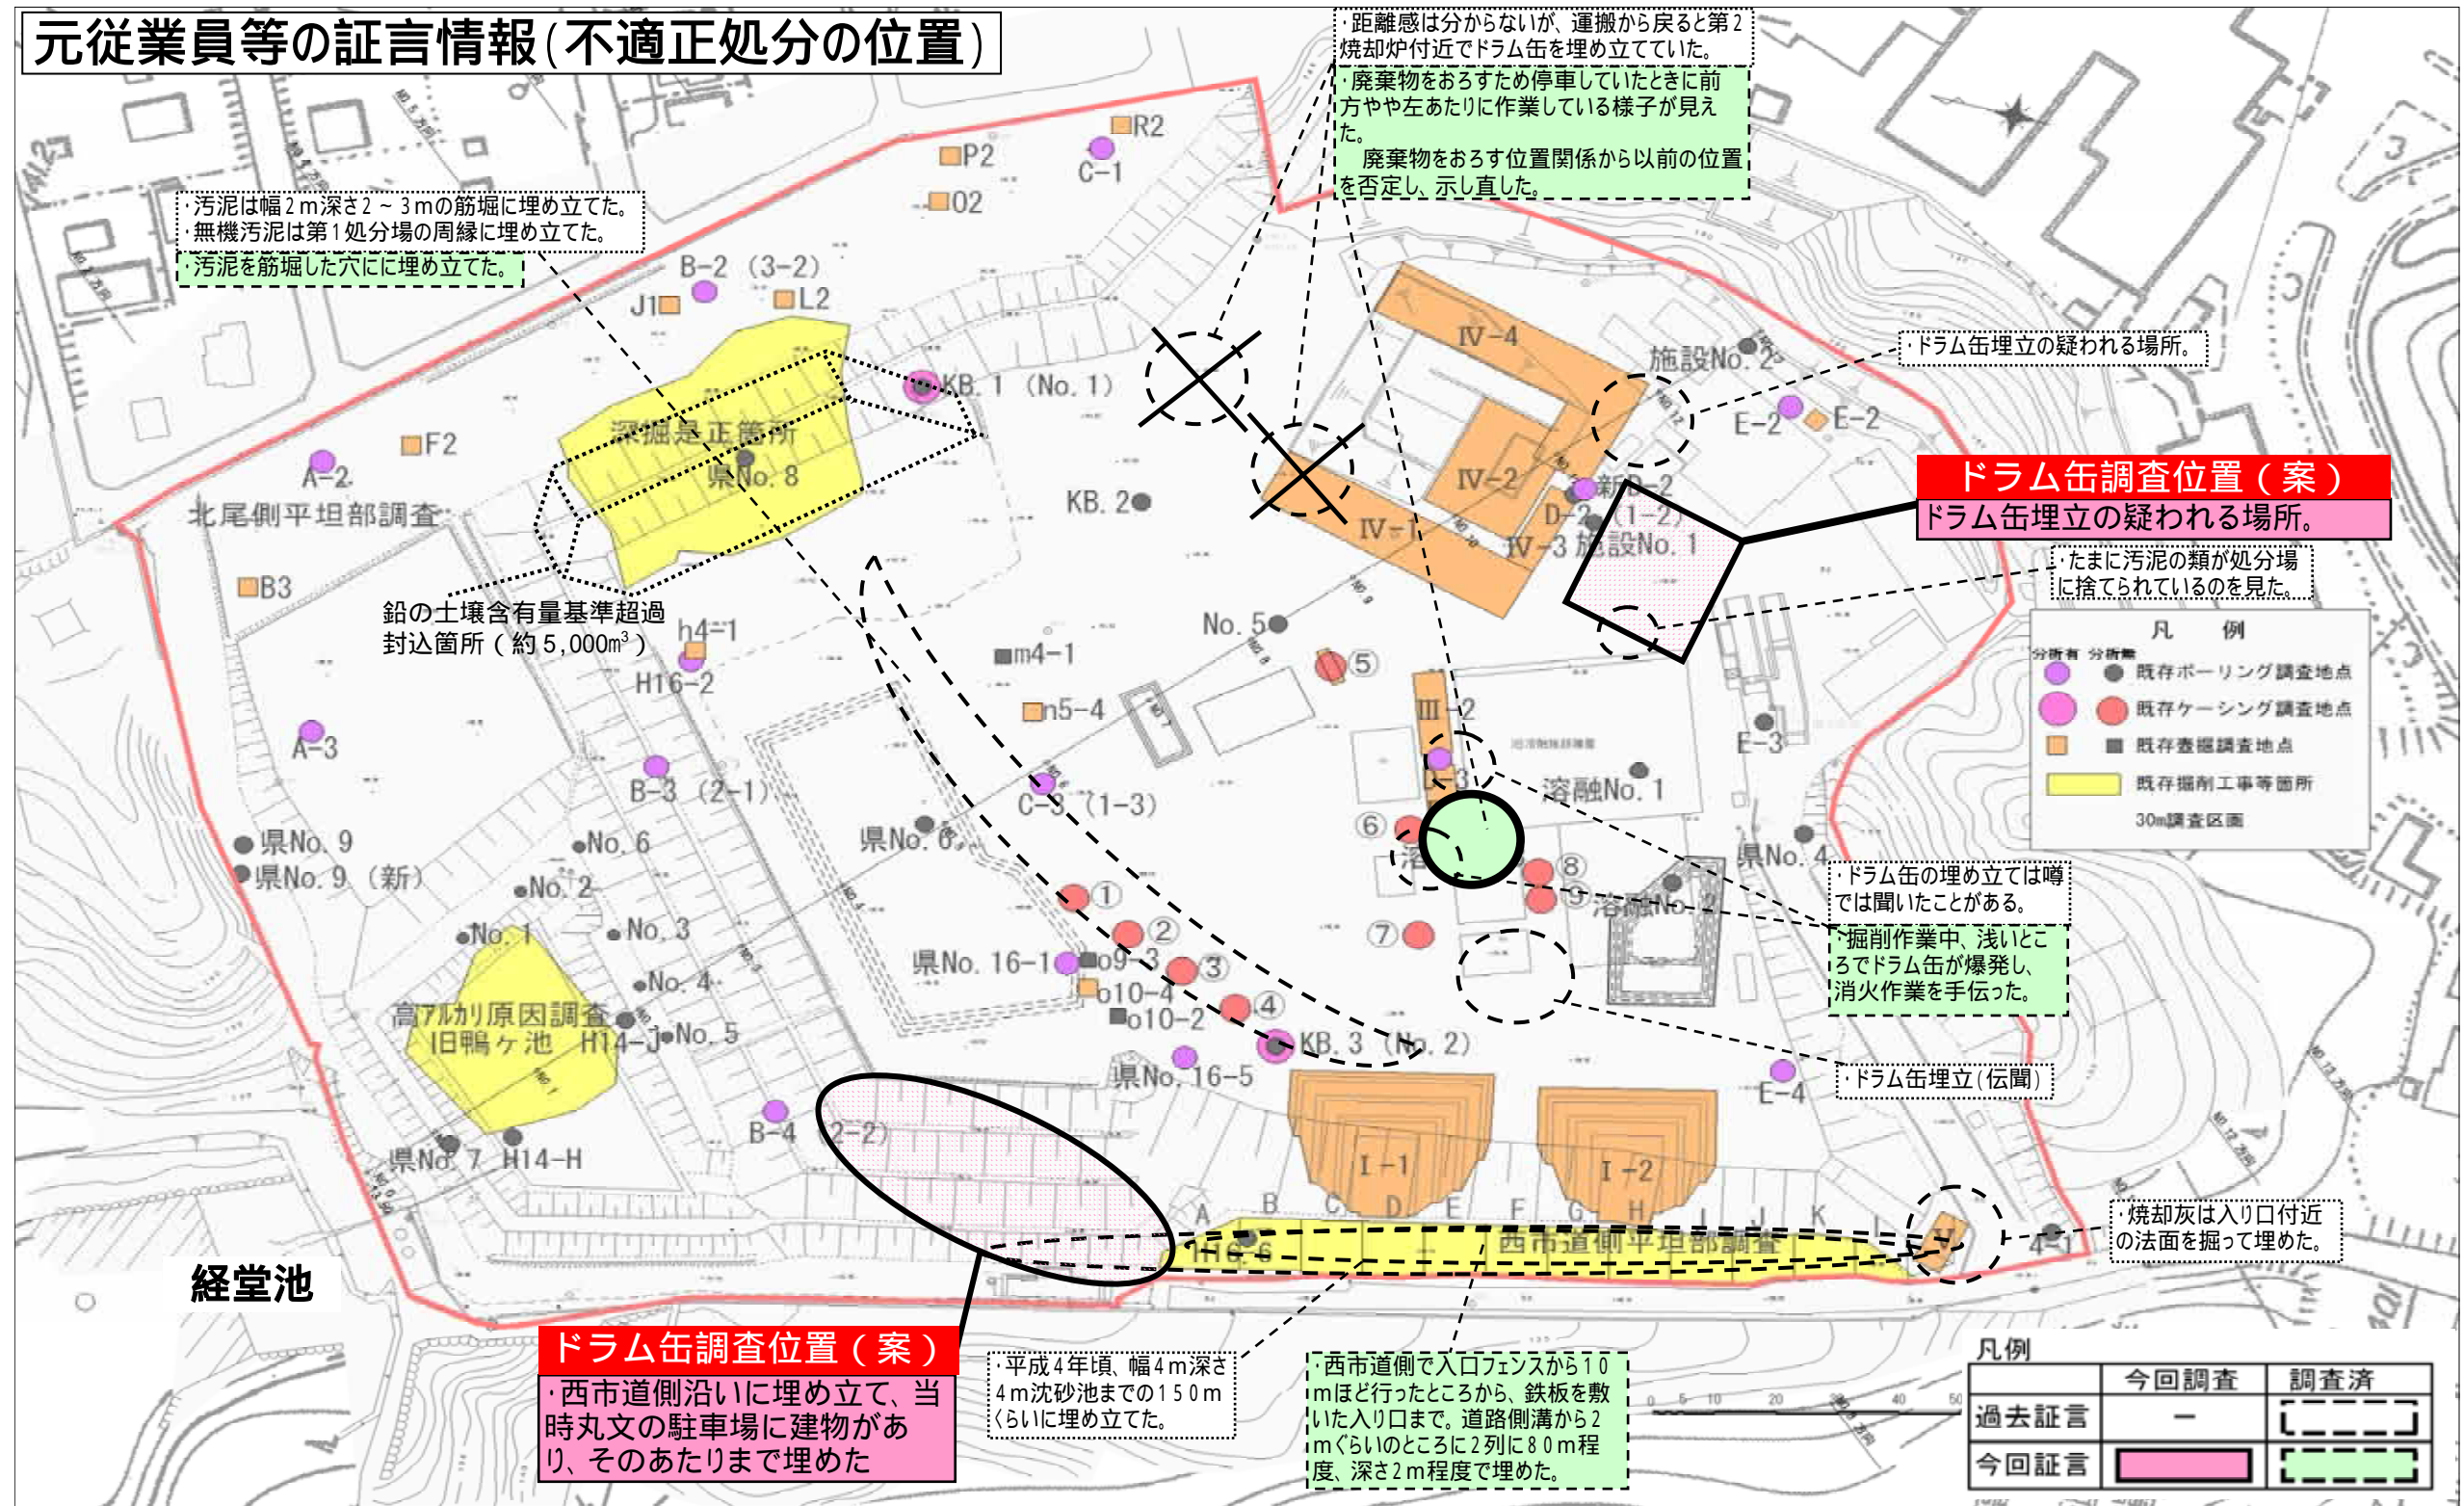 元従業員等の証言情報(不適正処分の位置)
･距離感は分からないが、運搬から戻ると第2
焼却炉付近でドラム缶を埋め立てていた。
･廃棄物をおろすため停車していたときに前
方やや左あたりに作業している様子が見え
た。
廃棄物をおろす位置関係から以前の位置
を否定し、示し直した。
･汚泥は幅2m深さ2~3mの筋堀に埋め立てた。
･無機汚泥は第1処分場の周縁に埋め立てた。
･汚泥を筋堀した穴にに埋め立てた。
R2
P2
C-1
O2
B-2 (3-2)
J1
L2
KB.1 (No.1)
深掘是正箇所
県No.8
F2
A-2
北尾側平坦部調査
B3
鉛の土壌含有量基準超過
封込箇所(約5,000m³)
h4-1
H16-2
KB.2
Ⅳ-4
Ⅳ-2
Ⅳ-1
Ⅳ-3
施設No.2
新D-2
D-2 (1-2)
施設No.1
E-2
E-2
･ドラム缶埋立の疑われる場所。
ドラム缶調査位置(案)
ドラム缶埋立の疑われる場所。
･たまに汚泥の類が処分場
に捨てられているのを見た。
凡 例
分析有 分析無
既存ボーリング調査地点
既存ケーシング調査地点
既存壺掘調査地点
既存掘削工事等箇所
30m調査区画
No.5
m4-1
n5-4
⑤
Ⅲ-2
E-3
A-3
B-3 (2-1)
C-3 (1-3)
県No.6
溶融No.1
⑥
⑧
⑨
⑦
溶融No.2
県No.4
県No.9
県No.9 (新)
No.6
No.2
No.1
No.3
No.4
No.5
①
②
③
④
県No.16-1
o9-3
o10-4
o10-2
KB.3 (No.2)
県No.16-5
高アルカリ原因調査
旧鴨ヶ池 H14-J
県No.7
H14-H
B-4 (2-2)
･ドラム缶の埋め立ては噂
では聞いたことがある。
･掘削作業中、浅いとこ
ろでドラム缶が爆発し、
消火作業を手伝った。
･ドラム缶埋立(伝聞)
E-4
Ⅰ-1
Ⅰ-2
A B C D E F G H I J K L
H16-6
西市道側平坦部調査
Ⅴ
4-1
･焼却灰は入り口付近
の法面を掘って埋めた。
経堂池
ドラム缶調査位置(案)
･西市道側沿いに埋め立て、当
時丸文の駐車場に建物があ
り、そのあたりまで埋めた
･平成4年頃、幅4m深さ
4m沈砂池までの150m
くらいに埋め立てた。
･西市道側で入口フェンスから10
mほど行ったところから、鉄板を敷
いた入り口まで。道路側溝から2
mぐらいのところに2列に80m程
度、深さ2m程度で埋めた。
0 5 10 20 30 40 50
凡例
今回調査 調査済
過去証言 －
今回証言